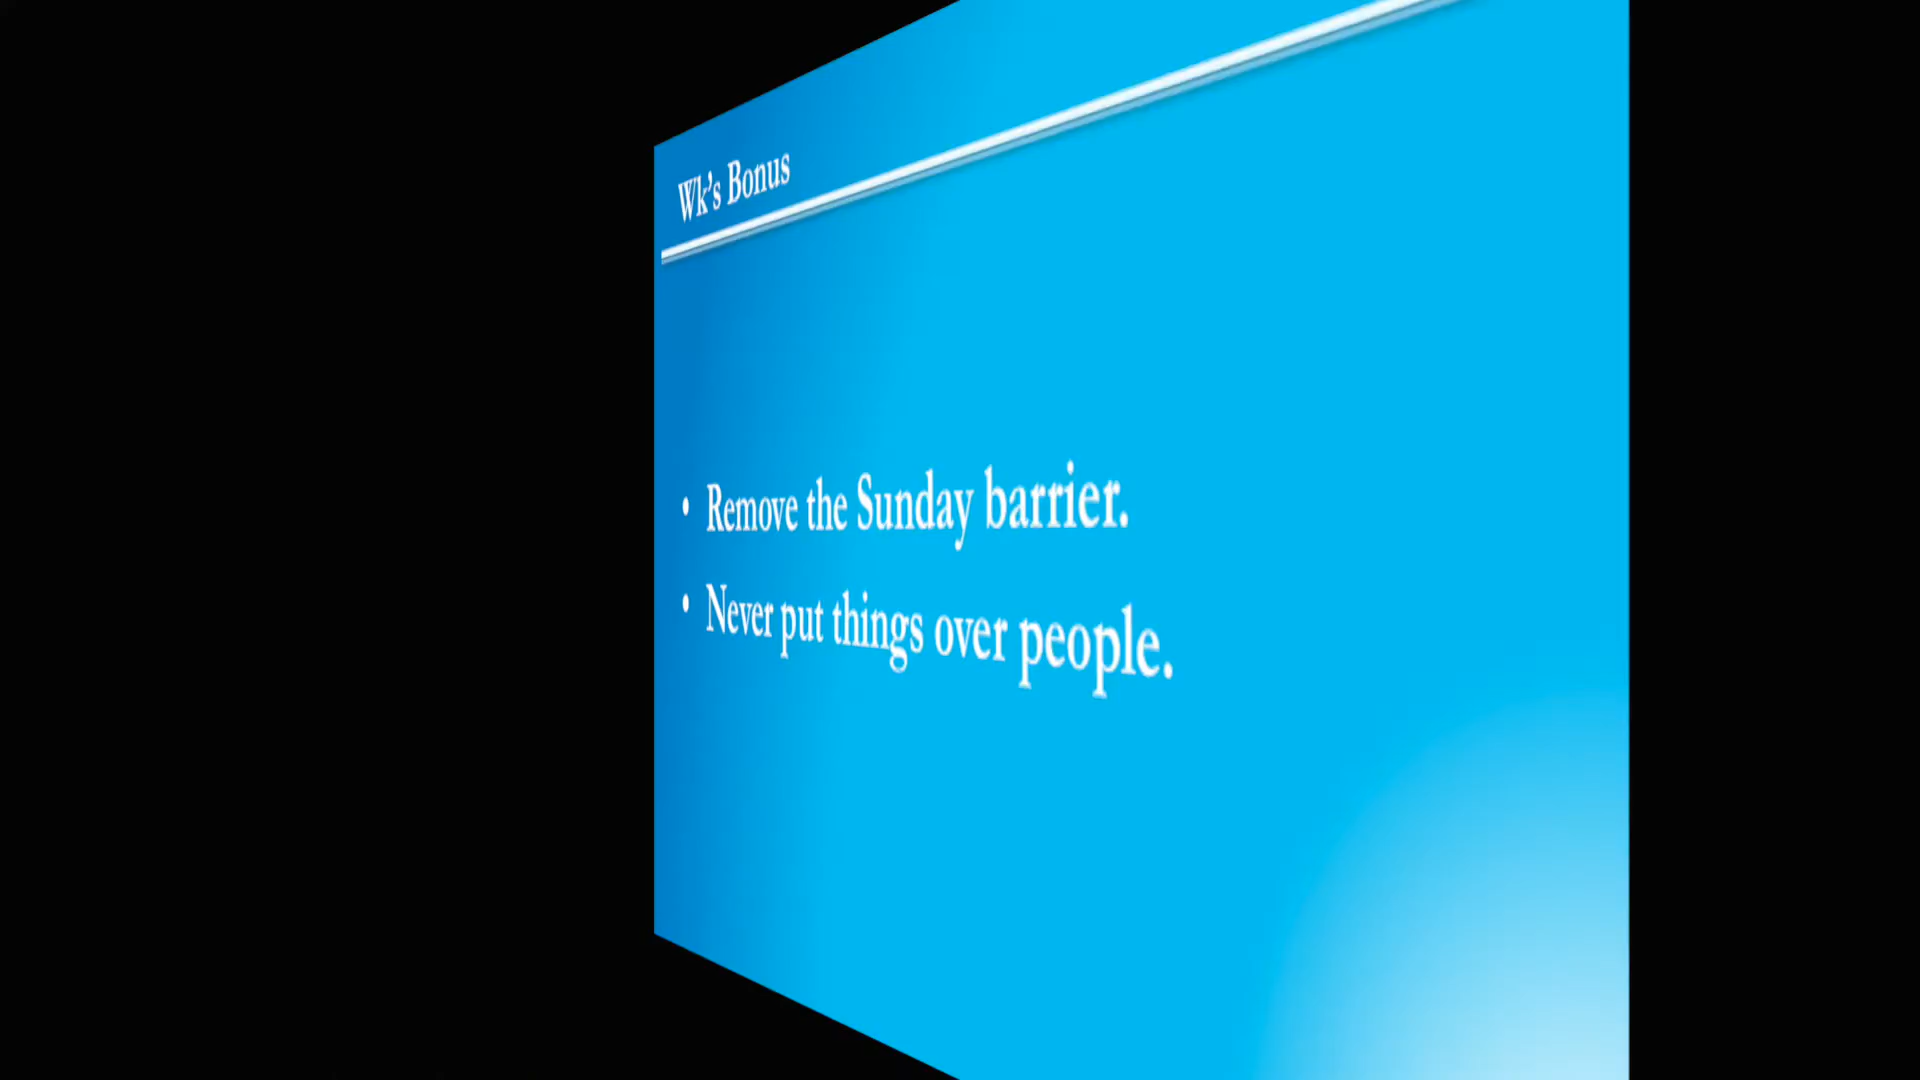 Wk's Bonus
• Remove the Sunday barrier.
• Never put things over people.